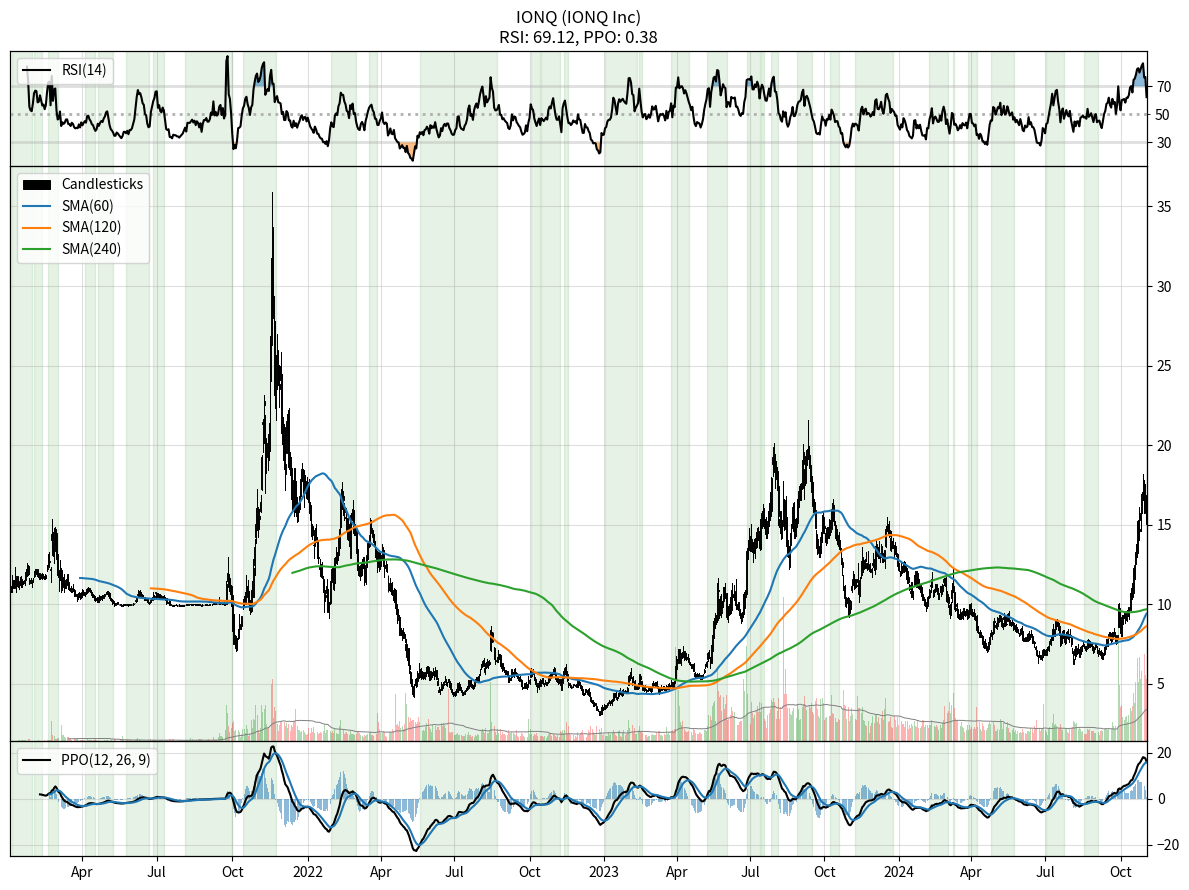 IONQ (IONQ Inc)
RSI: 69.12, PPO: 0.38
RSI(14)
70
50
30
Candlesticks
SMA(60)
SMA(120)
SMA(240)
35
30
25
20
15
10
5
PPO(12, 26, 9)
20
0
−20
Apr Jul Oct 2022 Apr Jul Oct 2023 Apr Jul Oct 2024 Apr Jul Oct